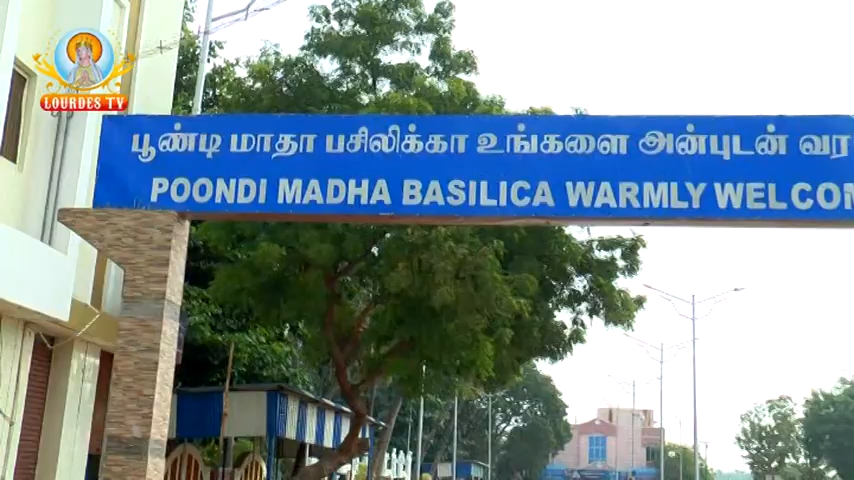 LOURDES TV
பூண்டி மாதா பசிலிக்கா உங்களை அன்புடன் வர
POONDI MADHA BASILICA WARMLY WELCOM